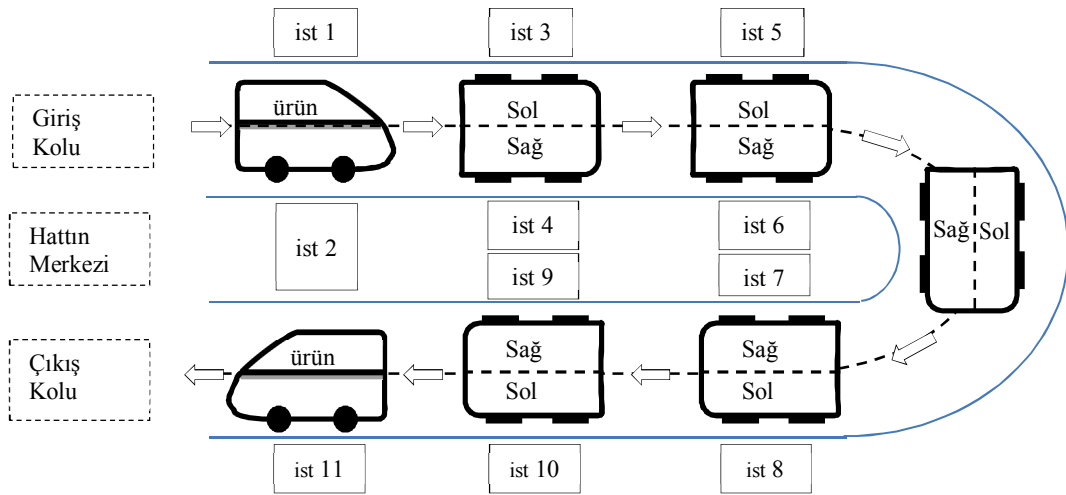 ist 1
ist 3
ist 5
Giriş
Kolu
ürün
Sol
Sağ
Sol
Sağ
Hattın
Merkezi
ist 2
ist 4
ist 9
ist 6
ist 7
Sağ Sol
Çıkış
Kolu
ürün
Sağ
Sol
Sağ
Sol
ist 11
ist 10
ist 8